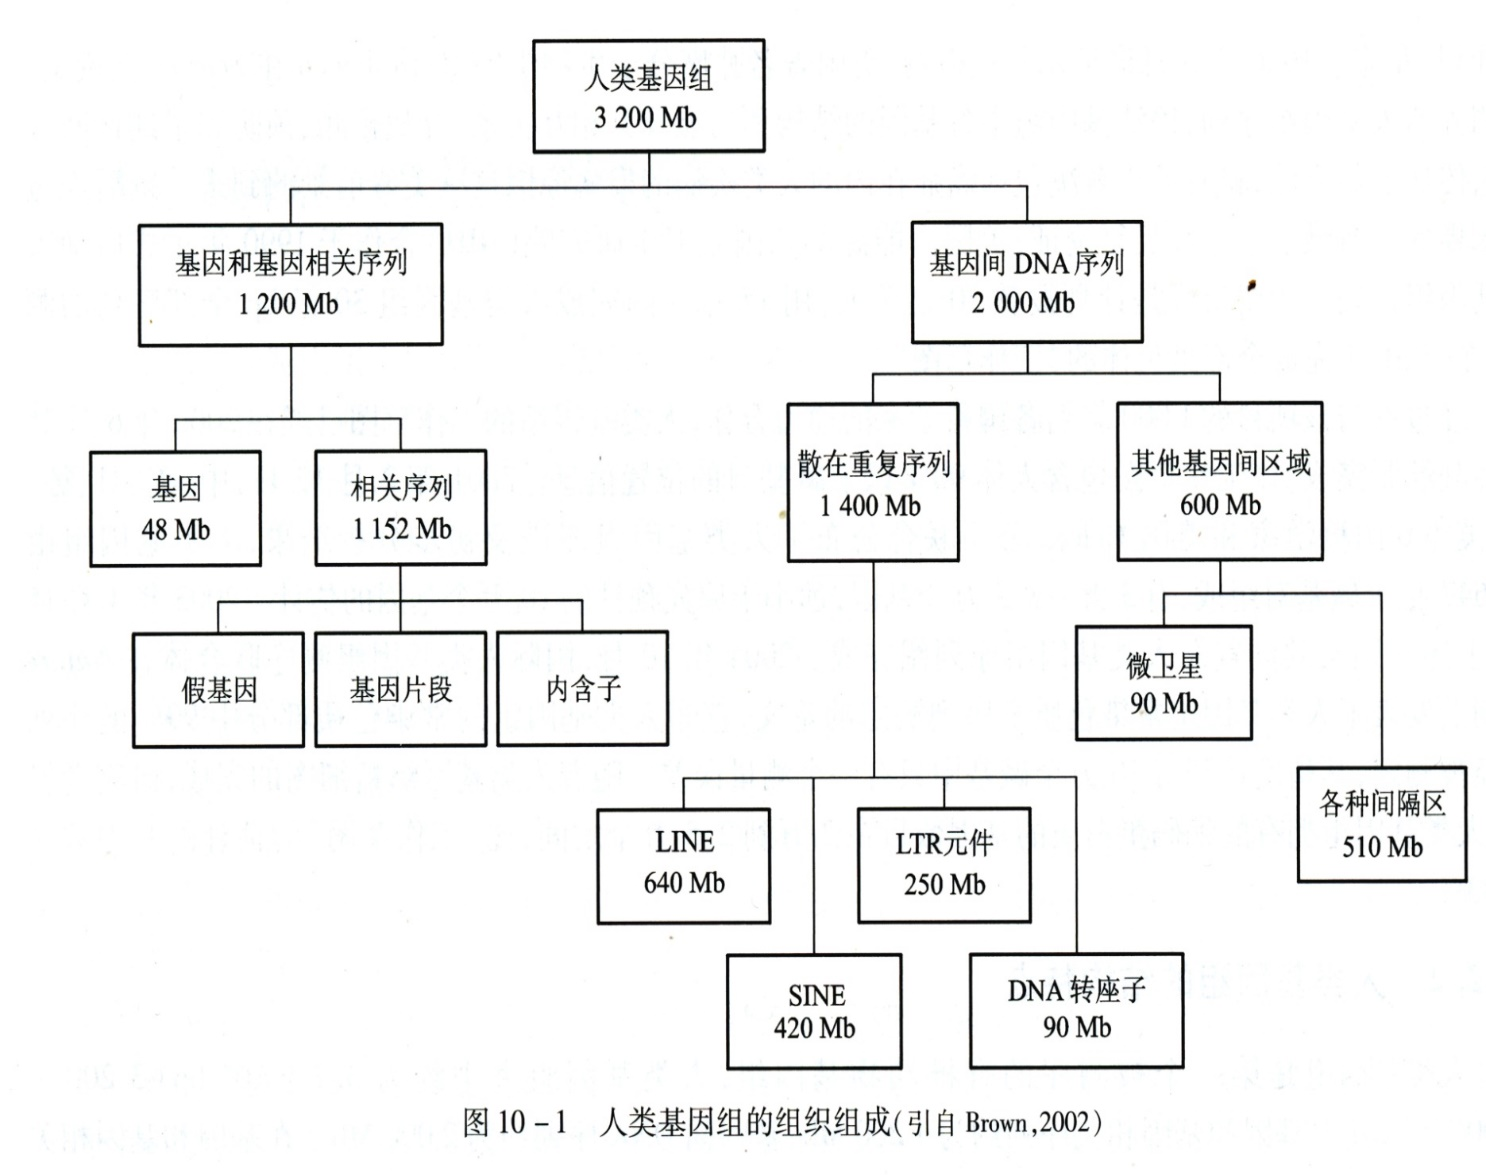 人类基因组
3 200 Mb
基因和基因相关序列
1 200 Mb
基因间 DNA 序列
2 000 Mb
基因
48 Mb
相关序列
1 152 Mb
散在重复序列
1 400 Mb
其他基因间区域
600 Mb
假基因
基因片段
内含子
微卫星
90 Mb
LINE
640 Mb
LTR元件
250 Mb
各种间隔区
510 Mb
SINE
420 Mb
DNA 转座子
90 Mb
图 10-1 人类基因组的组织组成(引自 Brown,2002)